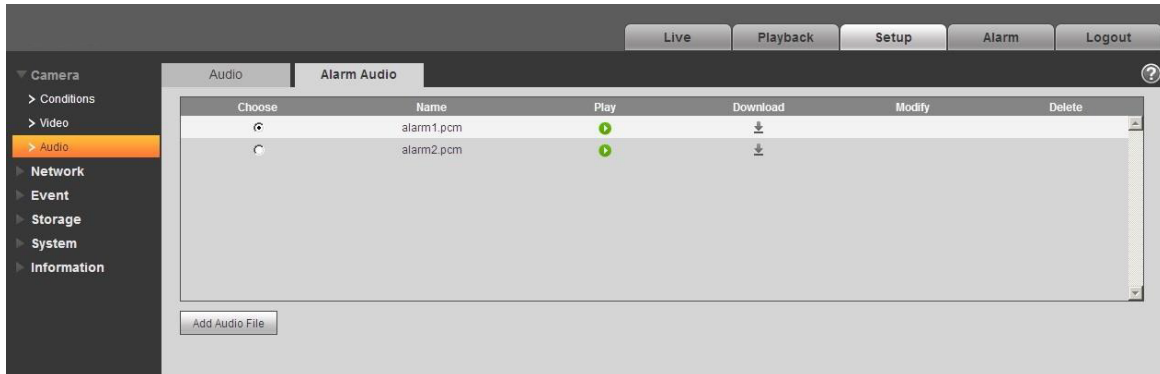 Live Playback Setup Alarm Logout
Camera
Conditions
Video
Audio
Network
Event
Storage
System
Information
Audio Alarm Audio
Choose Name Play Download Modify Delete
alarm1.pcm
alarm2.pcm
Add Audio File
?